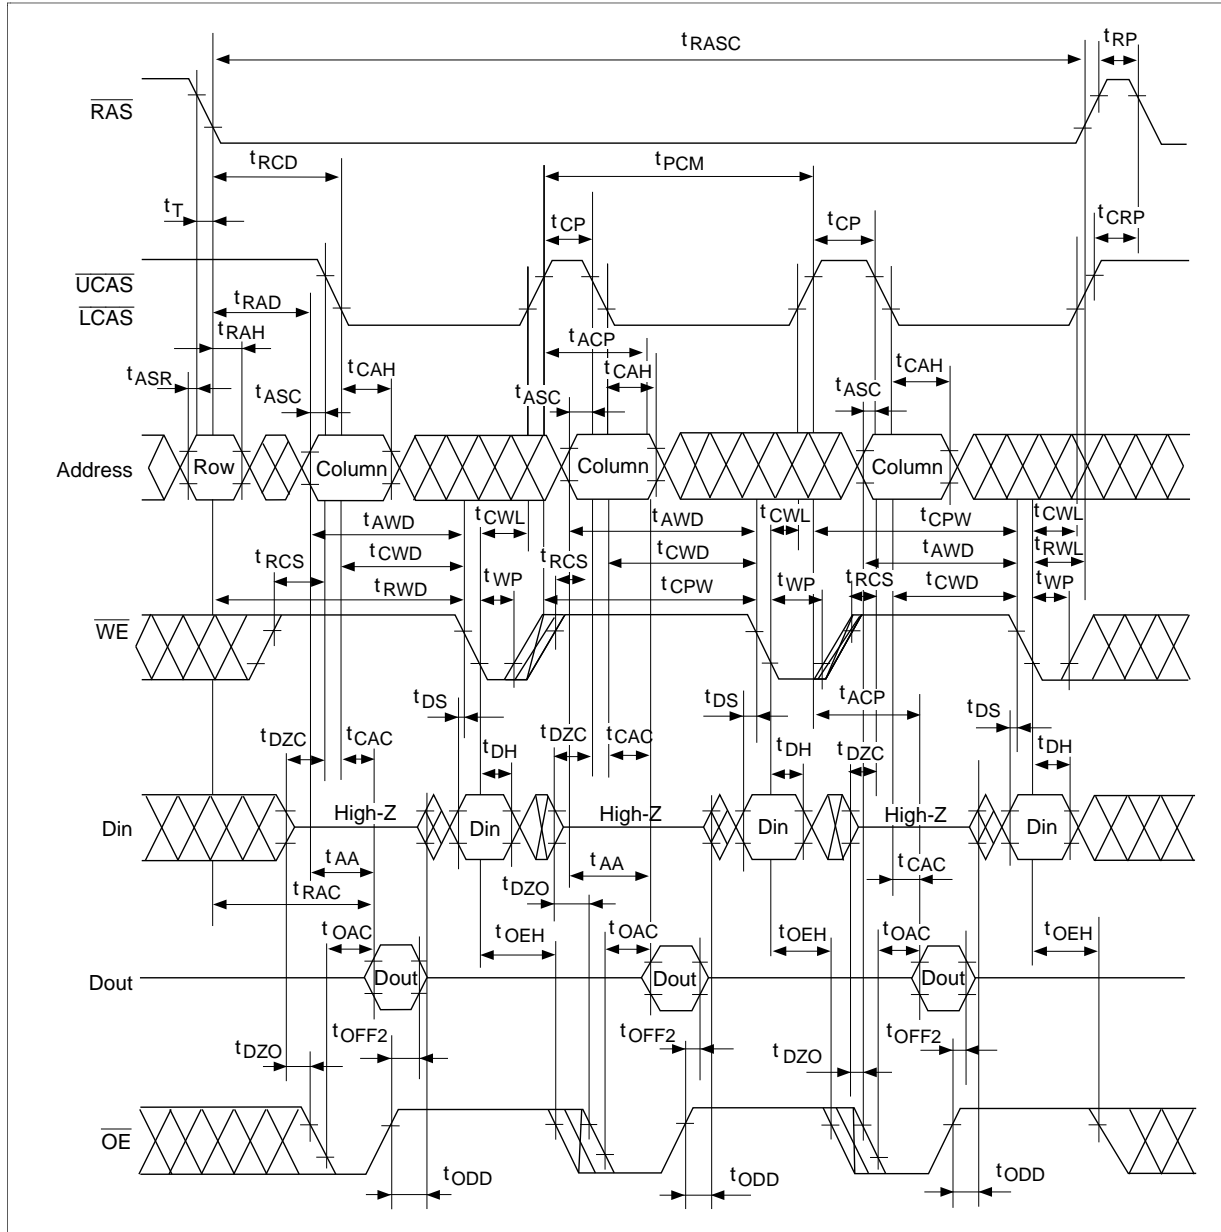 tRASC tRP
RAS
tRCD tPCM
tT tCP tCP tCRP
UCAS
LCAS
tRAD
tRAH tACP
tASR tCAH tCAH
tASC tASC tASC tCAH
Address Row Column Column Column
tAWD tCWL tAWD tCWL tCPW tCWL
tRCS tCWD tRCS tCWD tAWD tRWL
tRWD tWP tCPW tWP tRCS tCWD tWP
WE
tDS tDS tACP tDS
tDZC tCAC tDH tDZC tCAC tDH tDZC tDH
Din High-Z Din High-Z Din High-Z Din
tAA tAA tCAC
tRAC tDZO
tOAC tOEH tOAC tOEH tOAC tOEH
Dout Dout Dout Dout
tDZO tOFF2 tOFF2 tDZO tOFF2
OE
tODD tODD tODD